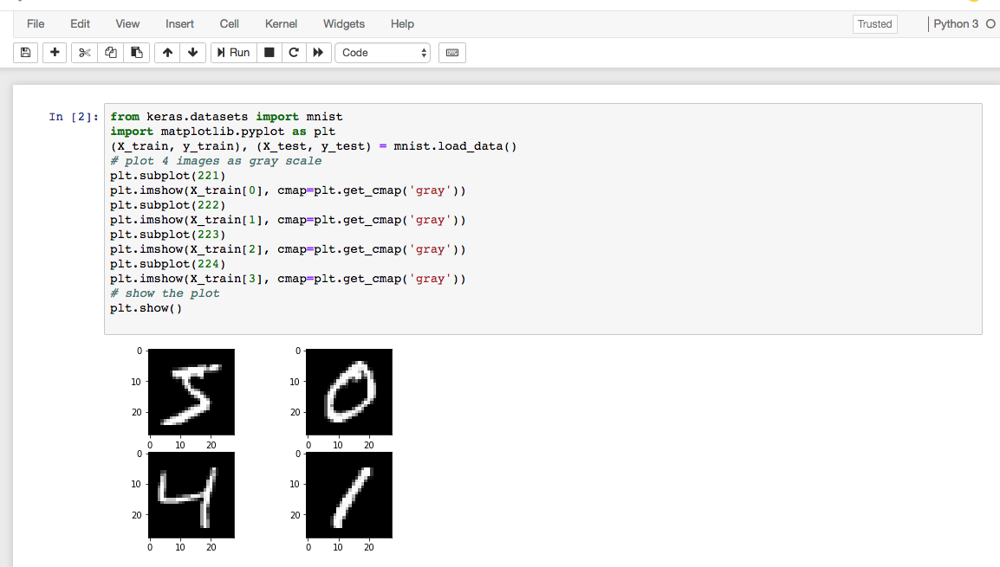 File Edit View Insert Cell Kernel Widgets Help Trusted Python 3
Run Code
In [2]:
from keras.datasets import mnist
import matplotlib.pyplot as plt
(X_train, y_train), (X_test, y_test) = mnist.load_data()
# plot 4 images as gray scale
plt.subplot(221)
plt.imshow(X_train[0], cmap=plt.get_cmap('gray'))
plt.subplot(222)
plt.imshow(X_train[1], cmap=plt.get_cmap('gray'))
plt.subplot(223)
plt.imshow(X_train[2], cmap=plt.get_cmap('gray'))
plt.subplot(224)
plt.imshow(X_train[3], cmap=plt.get_cmap('gray'))
# show the plot
plt.show()
0 0
5 0
10 10
20 20
0 10 20 0 10 20
0 0
4 1
10 10
20 20
0 10 20 0 10 20